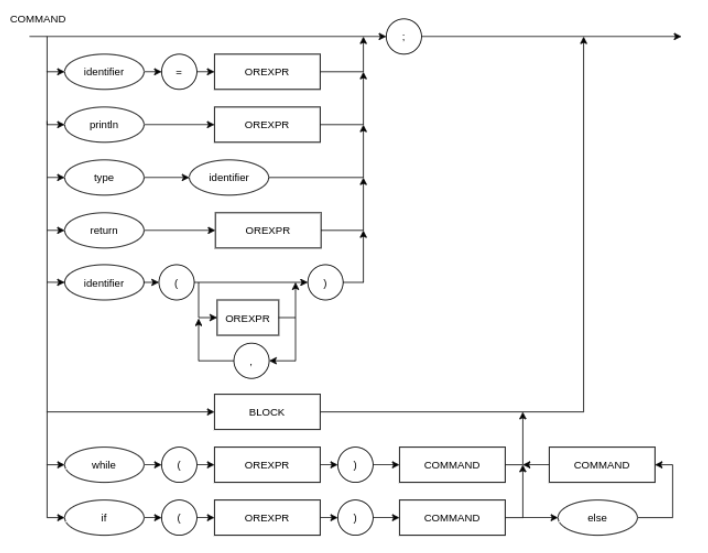 COMMAND
;
identifier = OREXPR
println OREXPR
type identifier
return OREXPR
identifier ( )
OREXPR
,
BLOCK
while ( OREXPR ) COMMAND COMMAND
if ( OREXPR ) COMMAND else